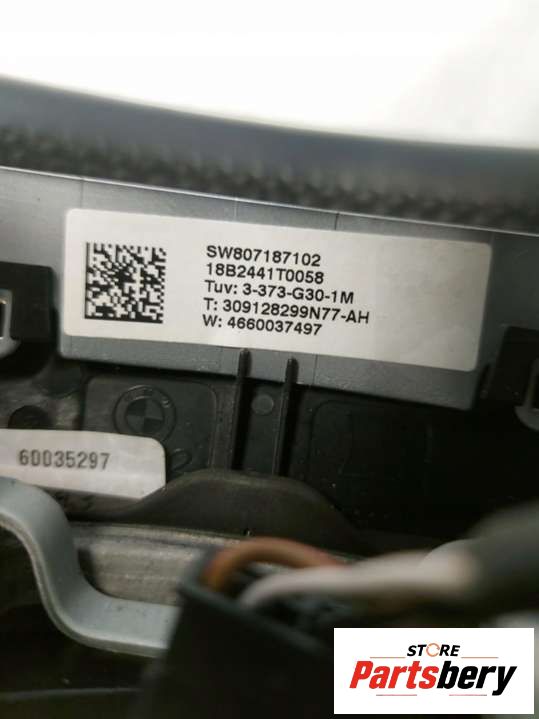 SW807187102
18B2441T0058
Tuv: 3-373-G30-1M
T: 309128299N77-AH
W: 4660037497
60035297
STORE
Partsbery